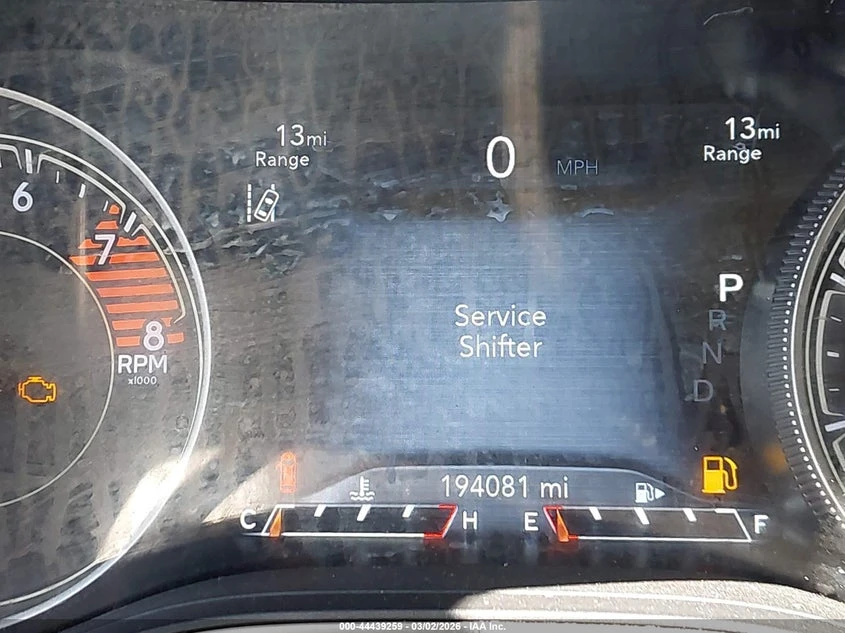 13mi
Range
0 MPH
13mi
Range
6
7
8
RPM
x1000
Service
Shifter
P
R
N
D
194081 mi
C H E F
000-44439259 - 03/02/2026 - IAA Inc.